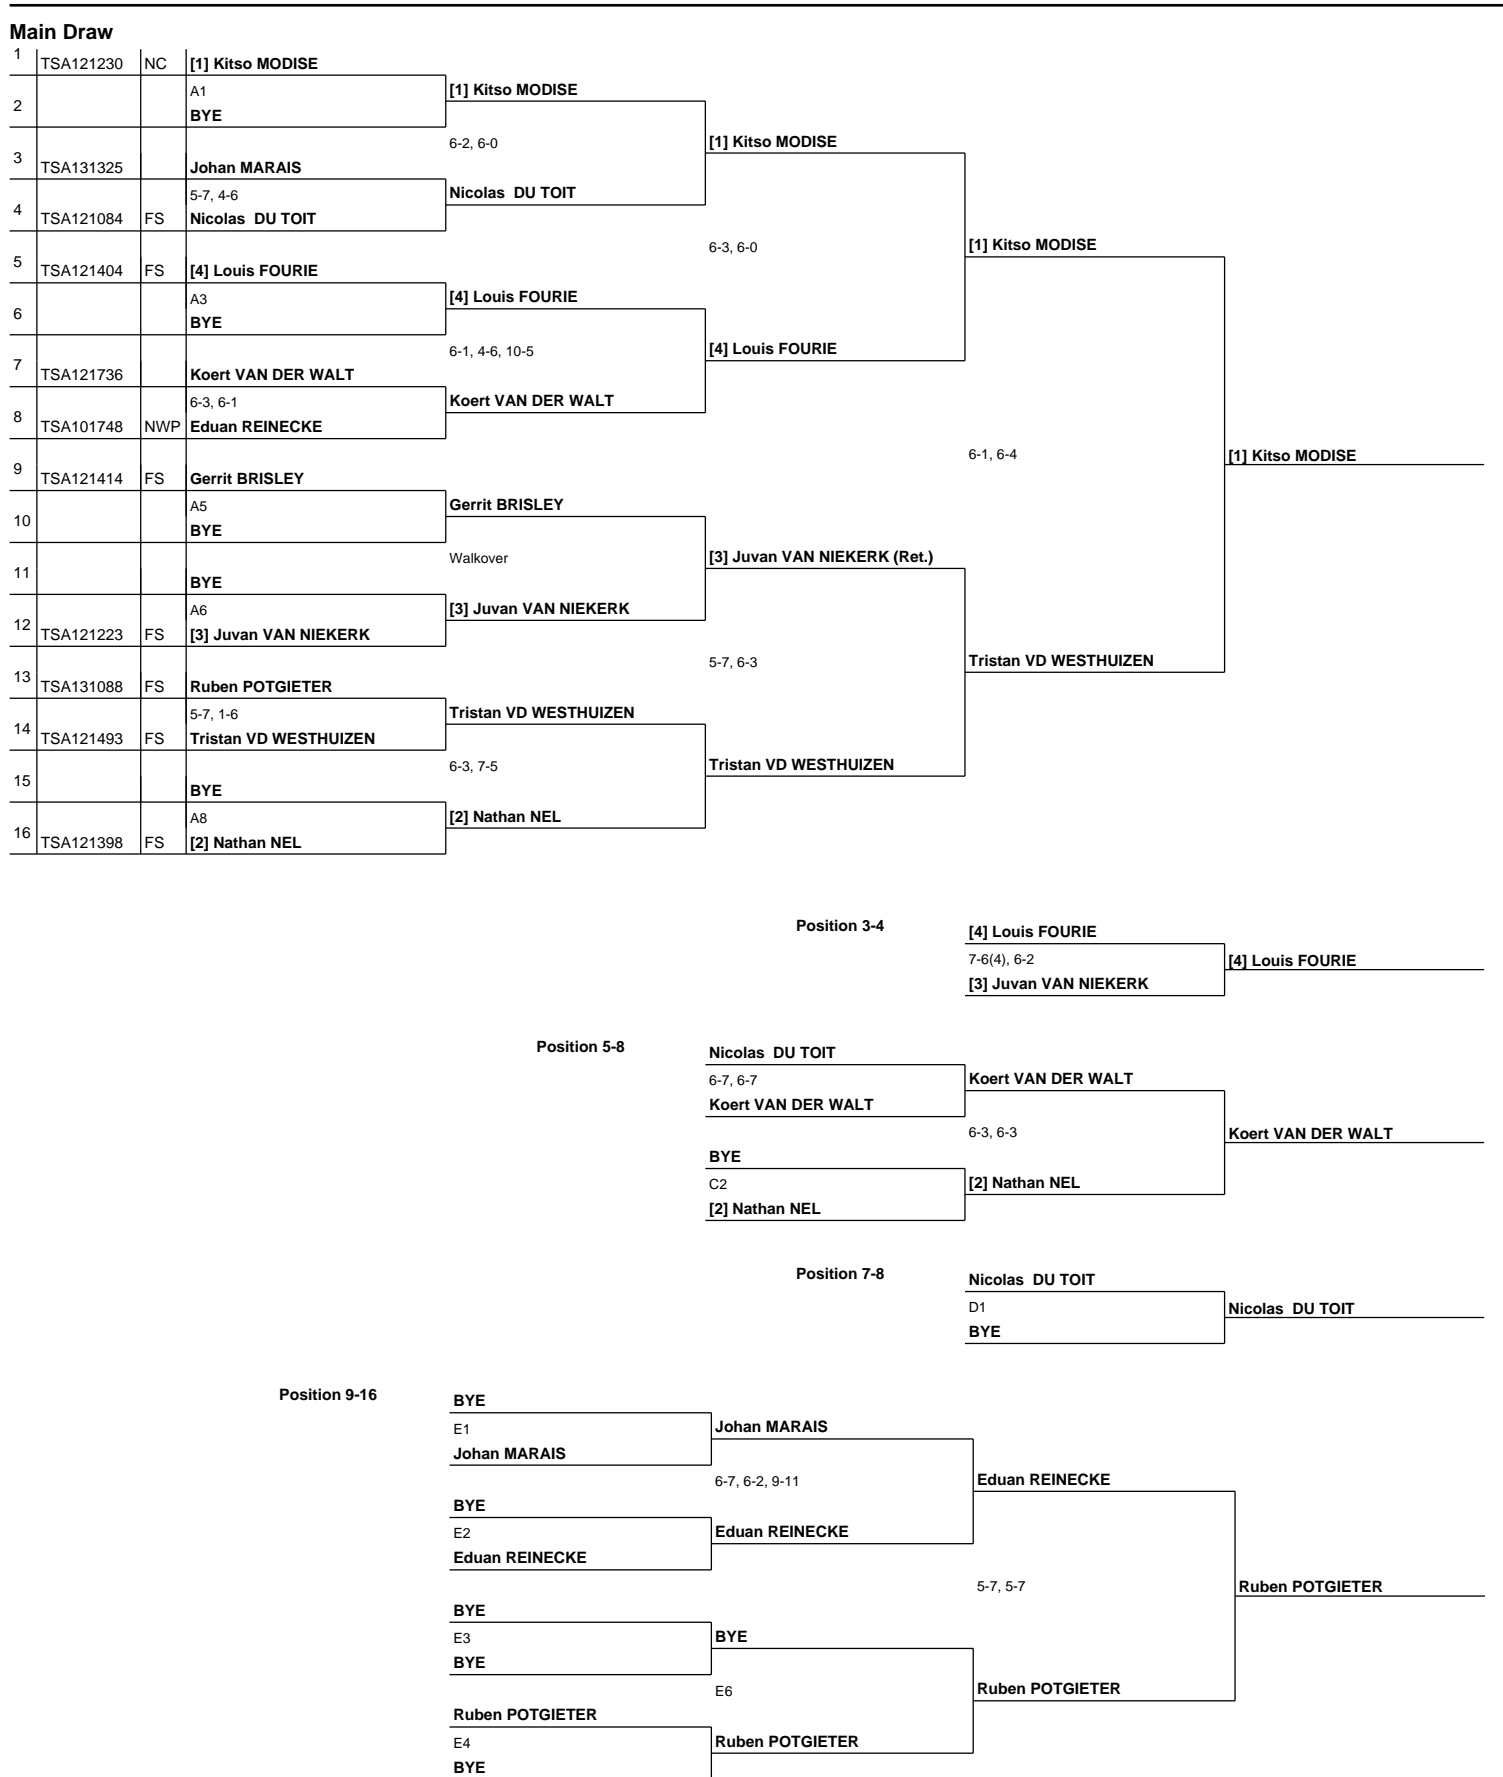 Main Draw
1 TSA121230 NC [1] Kitso MODISE
A1 [1] Kitso MODISE
2 BYE
6-2, 6-0 [1] Kitso MODISE
3 TSA131325 Johan MARAIS
5-7, 4-6 Nicolas DU TOIT
4 TSA121084 FS Nicolas DU TOIT
6-3, 6-0 [1] Kitso MODISE
5 TSA121404 FS [4] Louis FOURIE
A3 [4] Louis FOURIE
6 BYE
6-1, 4-6, 10-5 [4] Louis FOURIE
7 TSA121736 Koert VAN DER WALT
6-3, 6-1 Koert VAN DER WALT
8 TSA101748 NWP Eduan REINECKE
6-1, 6-4 [1] Kitso MODISE
9 TSA121414 FS Gerrit BRISLEY
A5 Gerrit BRISLEY
10 BYE
Walkover [3] Juvan VAN NIEKERK (Ret.)
11 BYE
A6 [3] Juvan VAN NIEKERK
12 TSA121223 FS [3] Juvan VAN NIEKERK
5-7, 6-3 Tristan VD WESTHUIZEN
13 TSA131088 FS Ruben POTGIETER
5-7, 1-6 Tristan VD WESTHUIZEN
14 TSA121493 FS Tristan VD WESTHUIZEN
6-3, 7-5 Tristan VD WESTHUIZEN
15 BYE
A8 [2] Nathan NEL
16 TSA121398 FS [2] Nathan NEL
Position 3-4 [4] Louis FOURIE
7-6(4), 6-2 [4] Louis FOURIE
[3] Juvan VAN NIEKERK
Position 5-8 Nicolas DU TOIT
6-7, 6-7 Koert VAN DER WALT
Koert VAN DER WALT
6-3, 6-3 Koert VAN DER WALT
BYE
C2 [2] Nathan NEL
[2] Nathan NEL
Position 7-8 Nicolas DU TOIT
D1 Nicolas DU TOIT
BYE
Position 9-16 BYE
E1 Johan MARAIS
Johan MARAIS
6-7, 6-2, 9-11 Eduan REINECKE
BYE
E2 Eduan REINECKE
Eduan REINECKE
5-7, 5-7 Ruben POTGIETER
BYE
E3 BYE
BYE
E6 Ruben POTGIETER
Ruben POTGIETER
E4 Ruben POTGIETER
BYE